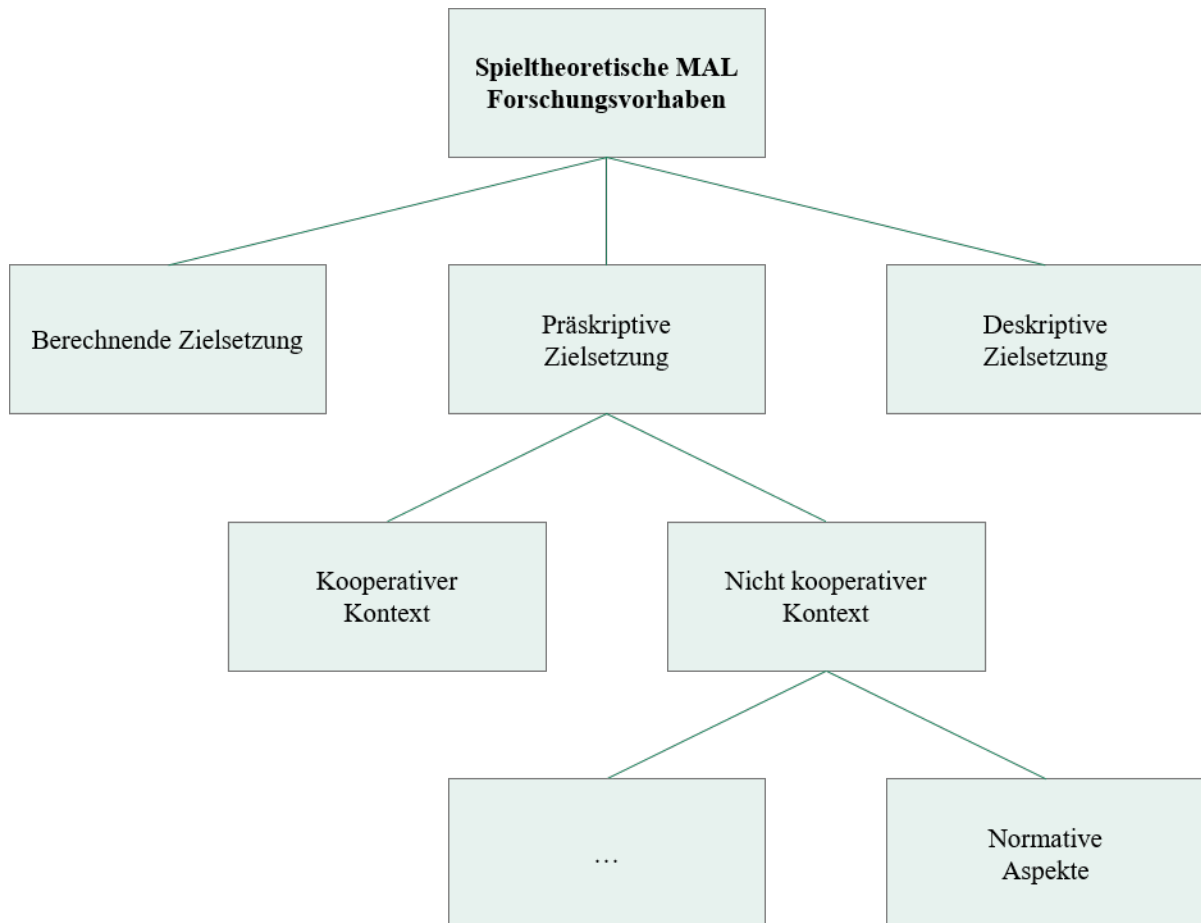 Spieltheoretische MAL
Forschungsvorhaben
Berechnende Zielsetzung
Präskriptive
Zielsetzung
Deskriptive
Zielsetzung
Kooperativer
Kontext
Nicht kooperativer
Kontext
…
Normative
Aspekte